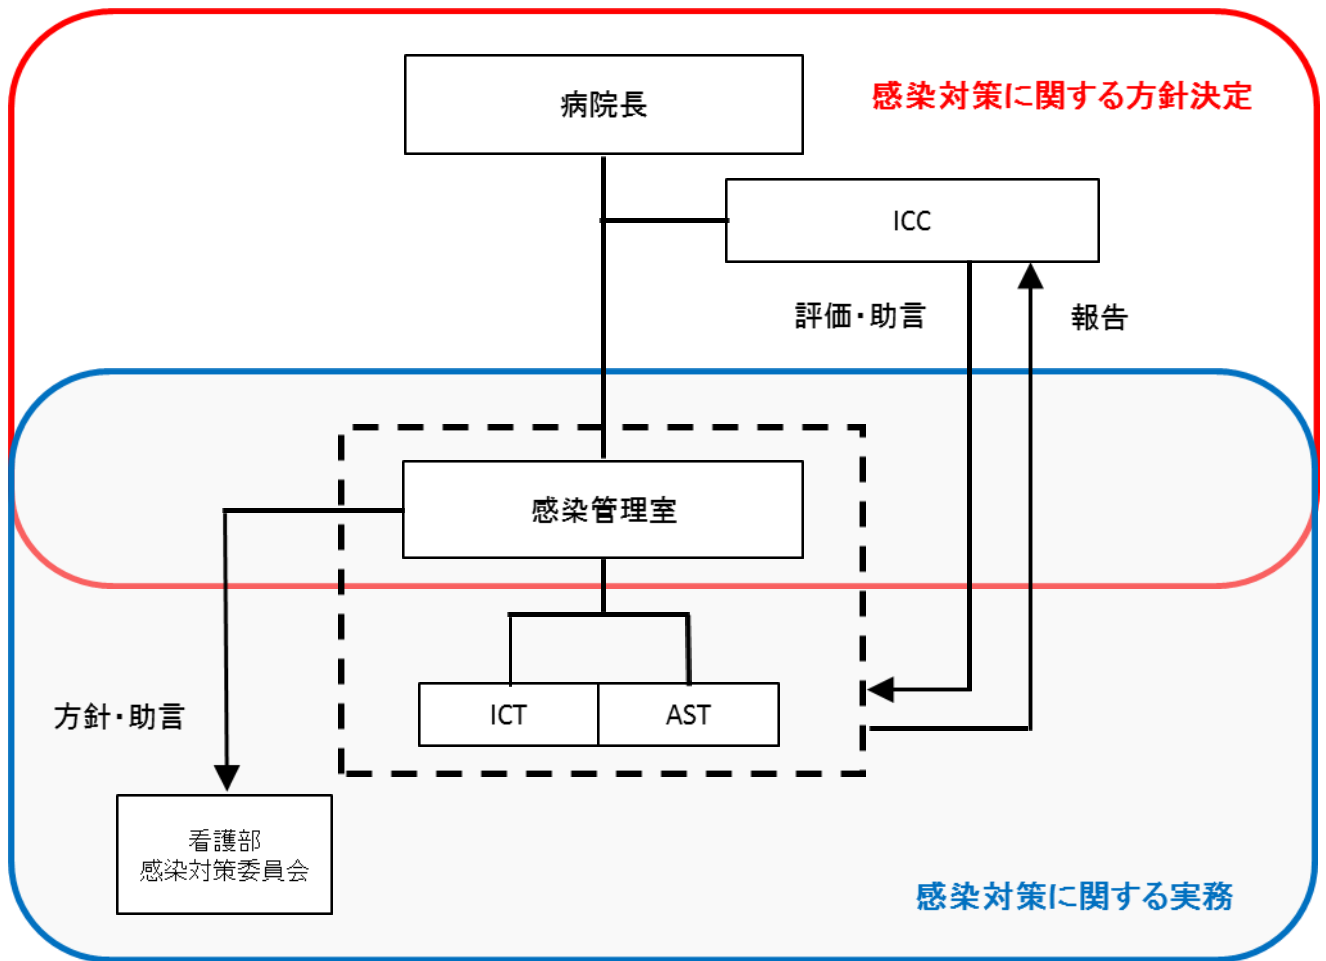 病院長
感染対策に関する方針決定
ICC
評価・助言
報告
感染管理室
ICT
AST
方針・助言
看護部
感染対策委員会
感染対策に関する実務